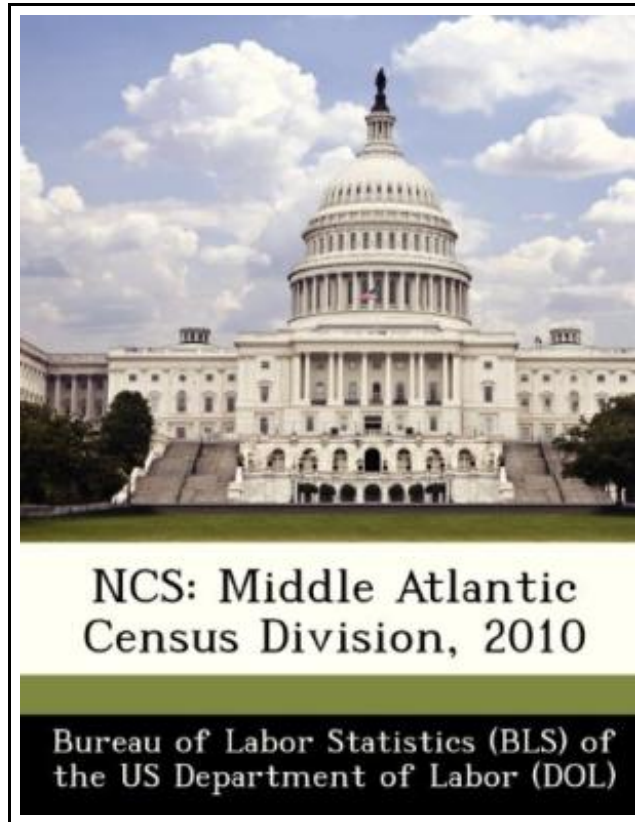 NCS: Middle Atlantic
Census Division, 2010
Bureau of Labor Statistics (BLS) of
the US Department of Labor (DOL)